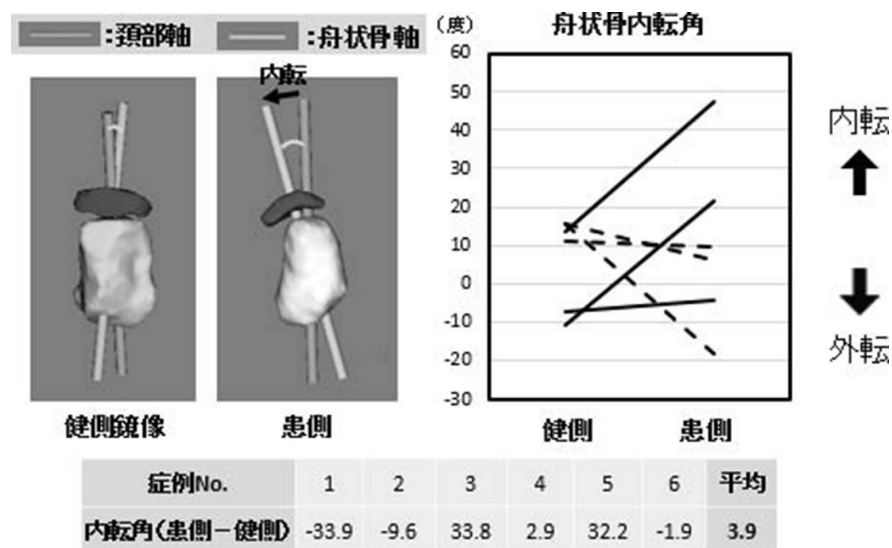 :頚部軸 :舟状骨軸
(度) 舟状骨内転角
内転
60
50
40
30
20
10
0
-10
-20
-30
内転
外転
健側鏡像 患側
健側 患側
症例No. 1 2 3 4 5 6 平均
内転角(患側ー健側) -33.9 -9.6 33.8 2.9 32.2 -1.9 3.9